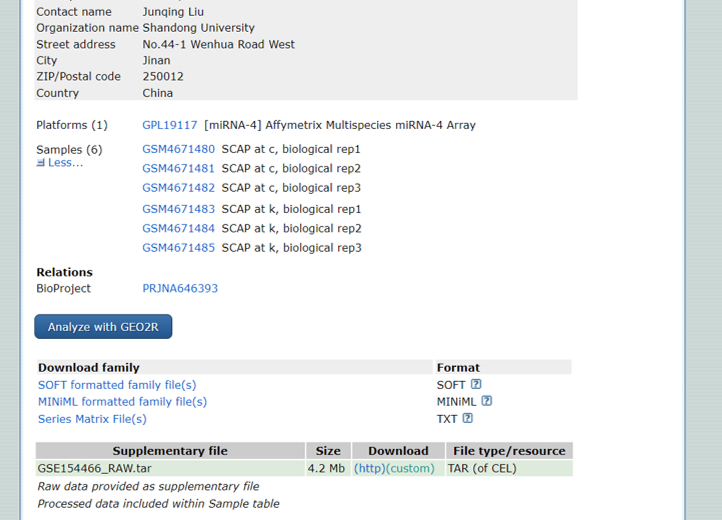 Contact name Junqing Liu
Organization name Shandong University
Street address No.44-1 Wenhua Road West
City Jinan
ZIP/Postal code 250012
Country China
Platforms (1) GPL19117 [miRNA-4] Affymetrix Multispecies miRNA-4 Array
Samples (6) GSM4671480 SCAP at c, biological rep1
Less... GSM4671481 SCAP at c, biological rep2
GSM4671482 SCAP at c, biological rep3
GSM4671483 SCAP at k, biological rep1
GSM4671484 SCAP at k, biological rep2
GSM4671485 SCAP at k, biological rep3
Relations
BioProject PRJNA646393
Analyze with GEO2R
Download family Format
SOFT formatted family file(s) SOFT ?
MINiML formatted family file(s) MINiML ?
Series Matrix File(s) TXT ?
Supplementary file Size Download File type/resource
GSE154466_RAW.tar 4.2 Mb (http)(custom) TAR (of CEL)
Raw data provided as supplementary file
Processed data included within Sample table